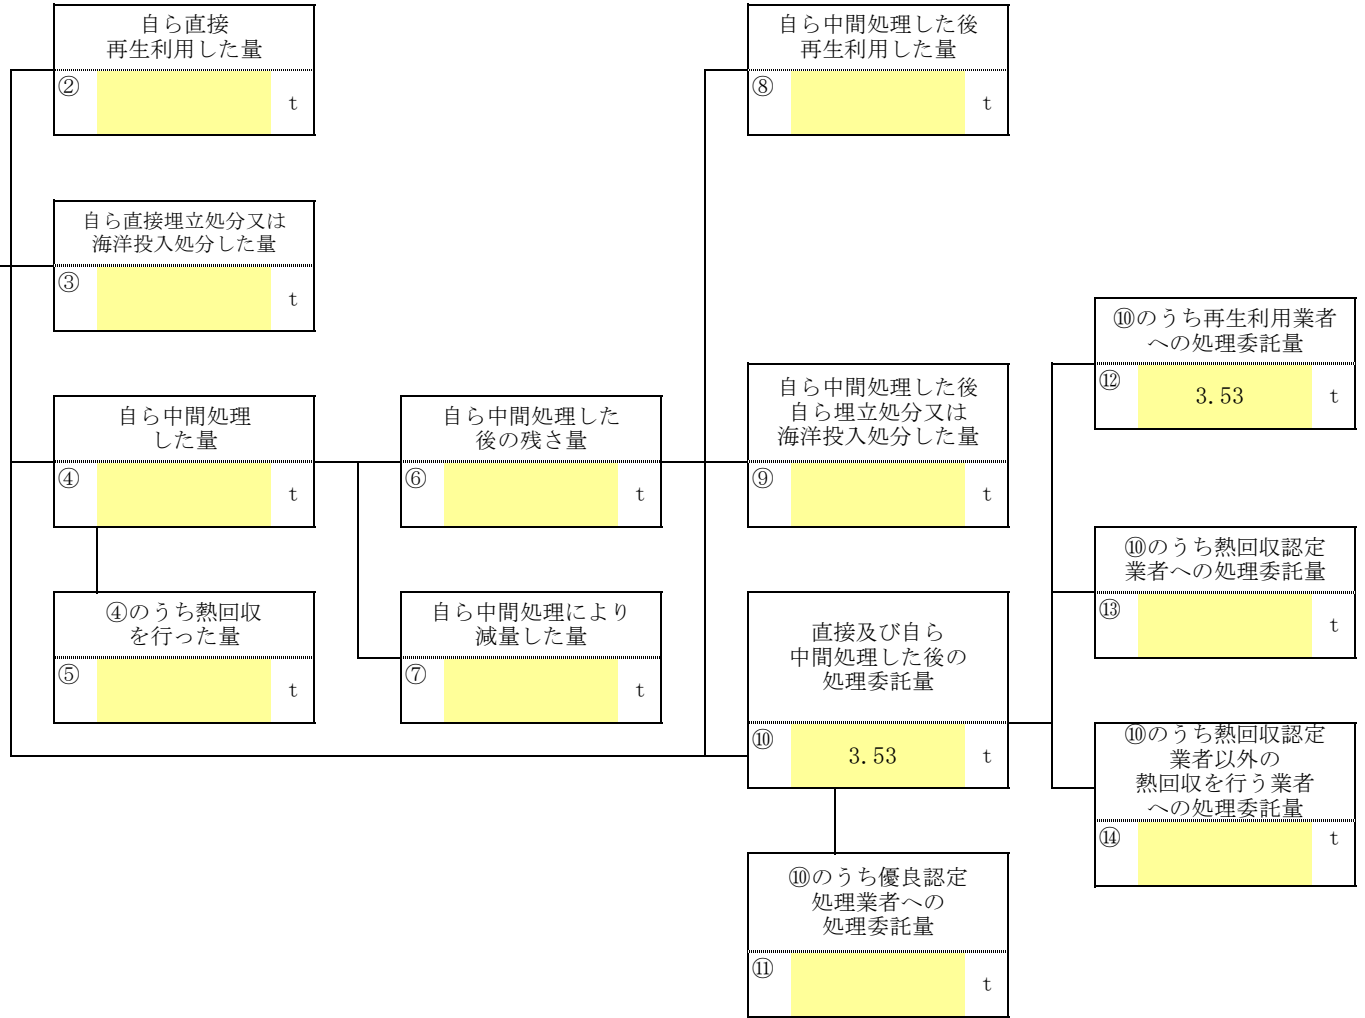 自ら直接
再生利用した量
②
t
自ら中間処理した後
再生利用した量
⑧
t
自ら直接埋立処分又は
海洋投入処分した量
③
t
⑩のうち再生利用業者
への処理委託量
⑫
3.53
t
自ら中間処理
した量
④
t
自ら中間処理した
後の残さ量
⑥
t
自ら中間処理した後
自ら埋立処分又は
海洋投入処分した量
⑨
t
⑩のうち熱回収認定
業者への処理委託量
⑬
t
④のうち熱回収
を行った量
⑤
t
自ら中間処理により
減量した量
⑦
t
直接及び自ら
中間処理した後の
処理委託量
⑩
3.53
t
⑩のうち熱回収認定
業者以外の
熱回収を行う業者
への処理委託量
⑭
t
⑩のうち優良認定
処理業者への
処理委託量
⑪
t